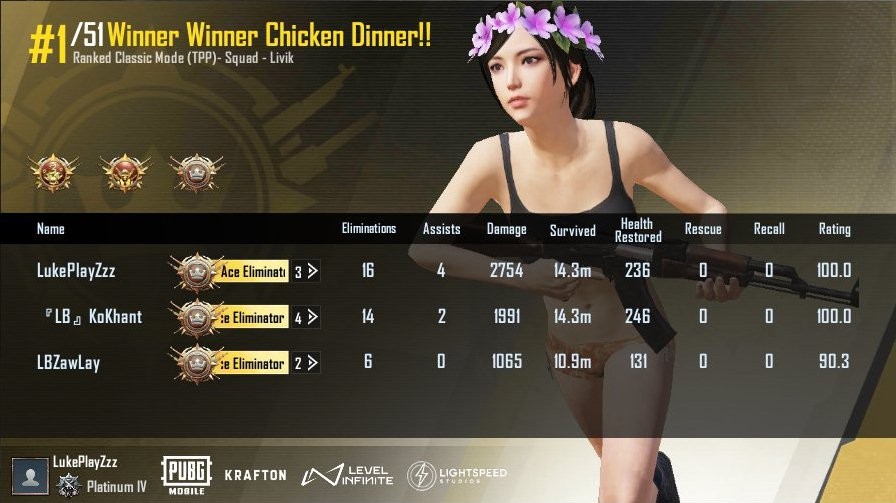 #1/51 Winner Winner Chicken Dinner!!
Ranked Classic Mode (TPP)- Squad - Livik
Name Eliminations Assists Damage Survived Health Restored Rescue Recall Rating
LukePlayZzz Ace Eliminat 3 16 4 2754 14.3m 236 0 0 100.0
『LB』 KoKhant e Eliminator 4 14 2 1991 14.3m 246 0 0 100.0
LBZawLay e Eliminator 2 6 0 1065 10.9m 131 0 0 90.3
LukePlayZzz
Platinum IV
PUBG MOBILE
KRAFTON
LEVEL INFINITE
LIGHTSPEED STUDIOS